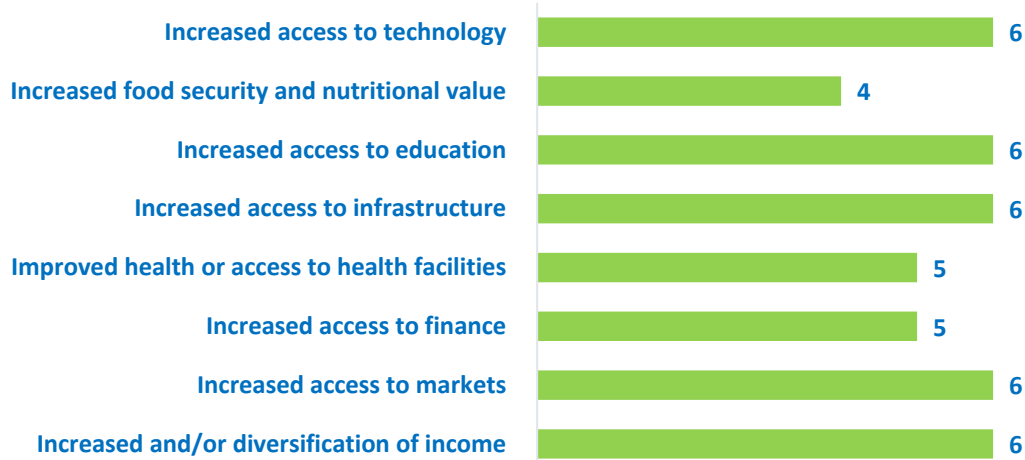 Increased access to technology 6
Increased food security and nutritional value 4
Increased access to education 6
Increased access to infrastructure 6
Improved health or access to health facilities 5
Increased access to finance 5
Increased access to markets 6
Increased and/or diversification of income 6